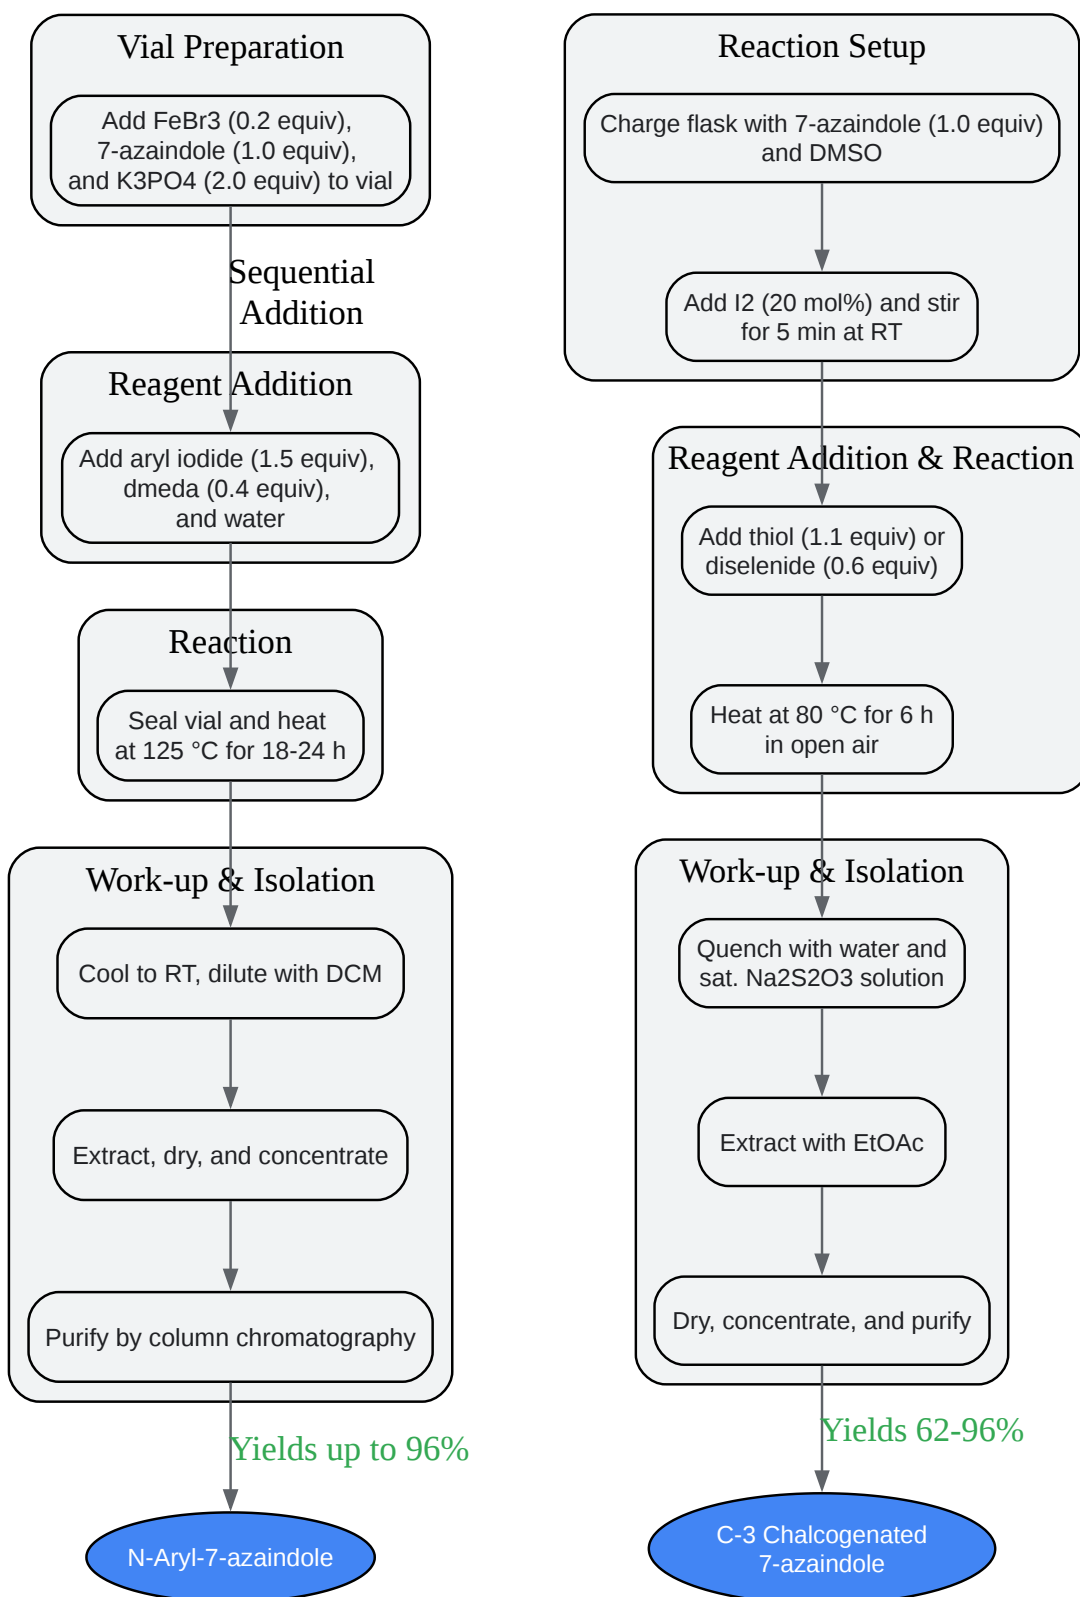 Vial Preparation
Add FeBr3 (0.2 equiv),
7-azaindole (1.0 equiv),
and K3PO4 (2.0 equiv) to vial
Sequential
Addition
Reagent Addition
Add aryl iodide (1.5 equiv),
dmeda (0.4 equiv),
and water
Reaction
Seal vial and heat
at 125 °C for 18-24 h
Work-up & Isolation
Cool to RT, dilute with DCM
Extract, dry, and concentrate
Purify by column chromatography
Yields up to 96%
N-Aryl-7-azaindole
Reaction Setup
Charge flask with 7-azaindole (1.0 equiv)
and DMSO
Add I2 (20 mol%) and stir
for 5 min at RT
Reagent Addition & Reaction
Add thiol (1.1 equiv) or
diselenide (0.6 equiv)
Heat at 80 °C for 6 h
in open air
Work-up & Isolation
Quench with water and
sat. Na2S2O3 solution
Extract with EtOAc
Dry, concentrate, and purify
Yields 62-96%
C-3 Chalcogenated
7-azaindole